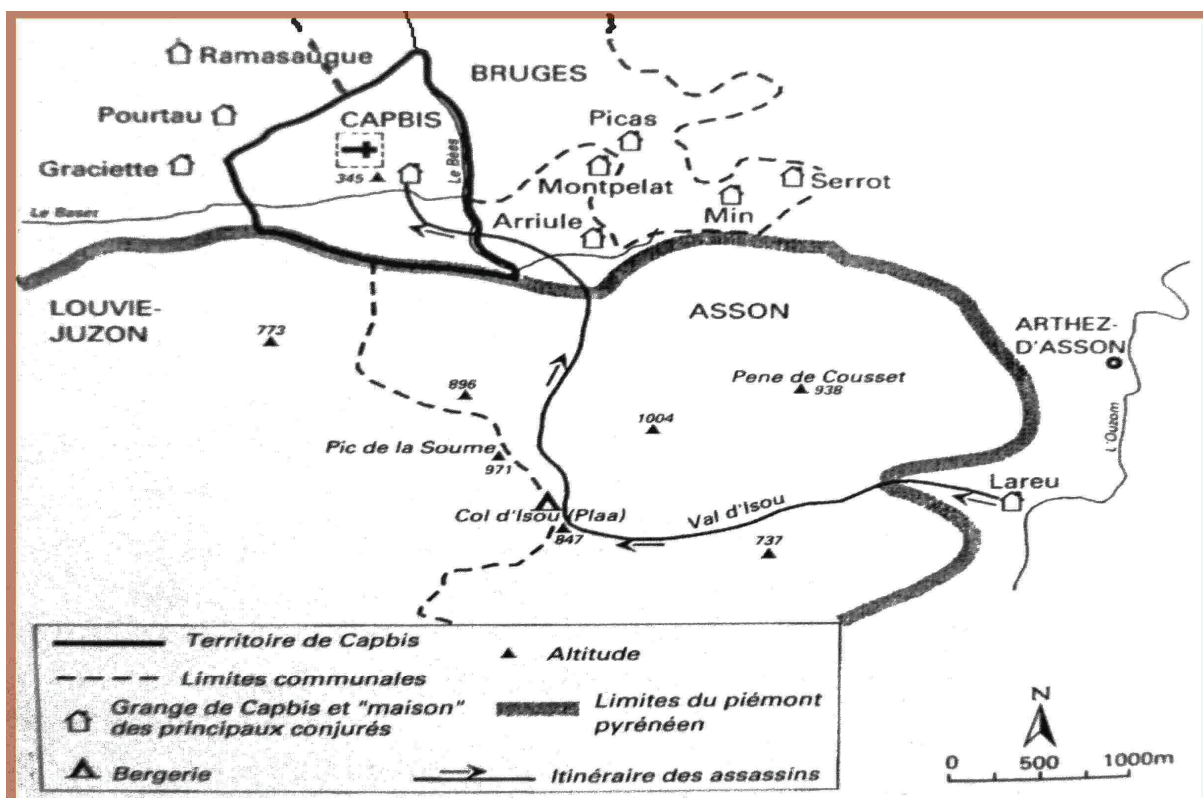 Ramasaugue
BRUGES
Pourtau
CAPBIS
Picas
Graciette
345
Le Bées
Montpelat
Serrot
Min
Le Baset
Arriule
LOUVIE-
JUZON
773
ASSON
ARTHEZ-
D'ASSON
896
Pene de Cousset
938
1004
L'Ouzom
Pic de la Soume
971
Lareu
Val d'Isou
Col d'Isou (Plaa)
847
737
Territoire de Capbis
Altitude
Limites communales
Grange de Capbis et "maison"
des principaux conjurés
Limites du piémont
pyrénéen
Bergerie
Itinéraire des assassins
N
0 500 1000m